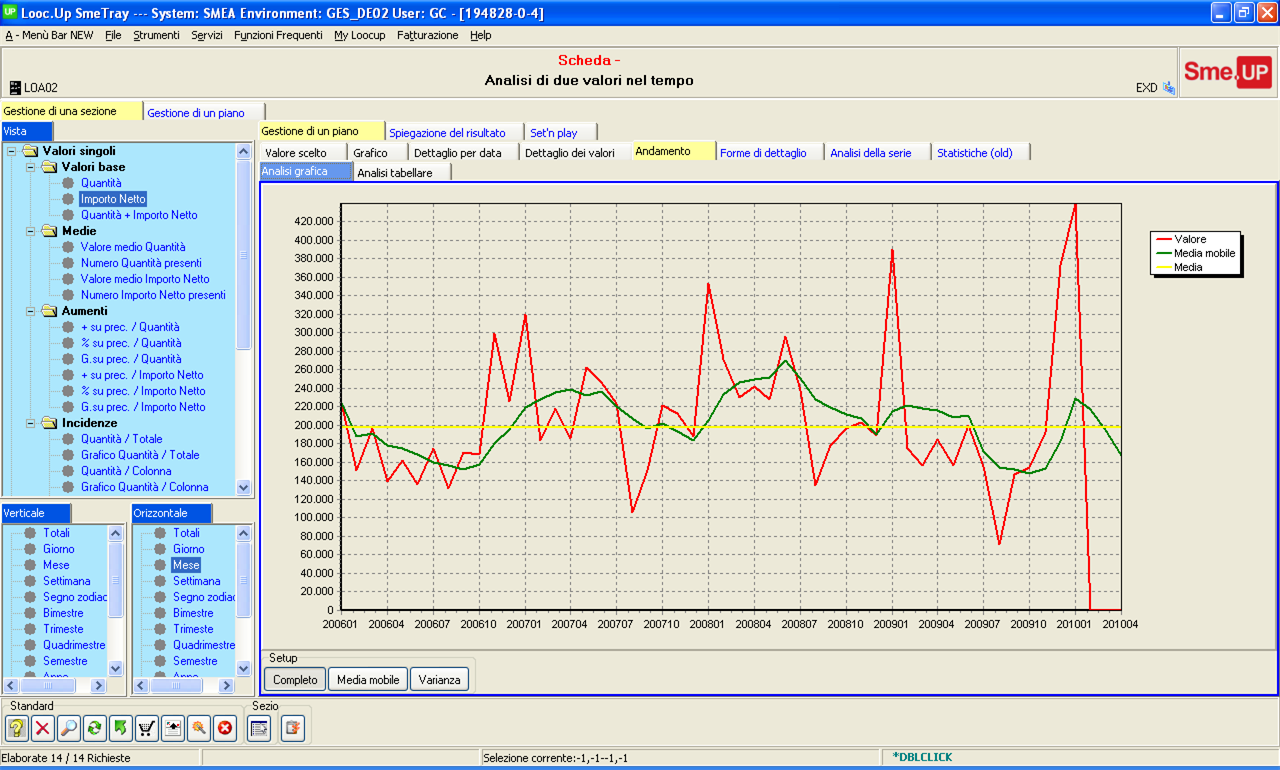 UP Looc.Up SmeTray --- System: SMEA Environment: GES_DE02 User: GC - [194828-0-4]
A - Menù Bar NEW File Strumenti Servizi Funzioni Frequenti My Loocup Fatturazione Help
Scheda -
Analisi di due valori nel tempo
LOA02
EXD
Sme.UP
Gestione di una sezione Gestione di un piano
Vista
Valori singoli
Valori base
Quantità
Importo Netto
Quantità + Importo Netto
Medie
Valore medio Quantità
Numero Quantità presenti
Valore medio Importo Netto
Numero Importo Netto presenti
Aumenti
+ su prec. / Quantità
% su prec. / Quantità
G.su prec. / Quantità
+ su prec. / Importo Netto
% su prec. / Importo Netto
G.su prec. / Importo Netto
Incidenze
Quantità / Totale
Grafico Quantità / Totale
Quantità / Colonna
Grafico Quantità / Colonna
Verticale
Totali
Giorno
Mese
Settimana
Segno zodiac
Bimestre
Trimestre
Quadrimestre
Semestre
Anno
Orizzontale
Totali
Giorno
Mese
Settimana
Segno zodiac
Bimestre
Trimestre
Quadrimestre
Semestre
Anno
Gestione di un piano Spiegazione del risultato Set'n play
Valore scelto Grafico Dettaglio per data Dettaglio dei valori Andamento Forme di dettaglio Analisi della serie Statistiche (old)
Analisi grafica Analisi tabellare
420.000
400.000
380.000
360.000
340.000
320.000
300.000
280.000
260.000
240.000
220.000
200.000
180.000
160.000
140.000
120.000
100.000
80.000
60.000
40.000
20.000
0
200601 200604 200607 200610 200701 200704 200707 200710 200801 200804 200807 200810 200901 200904 200907 200910 201001 201004
Valore
Media mobile
Media
Setup
Completo Media mobile Varianza
Standard Sezio
Elaborate 14 / 14 Richieste Selezione corrente:-1,-1--1,-1 *DBLCLICK